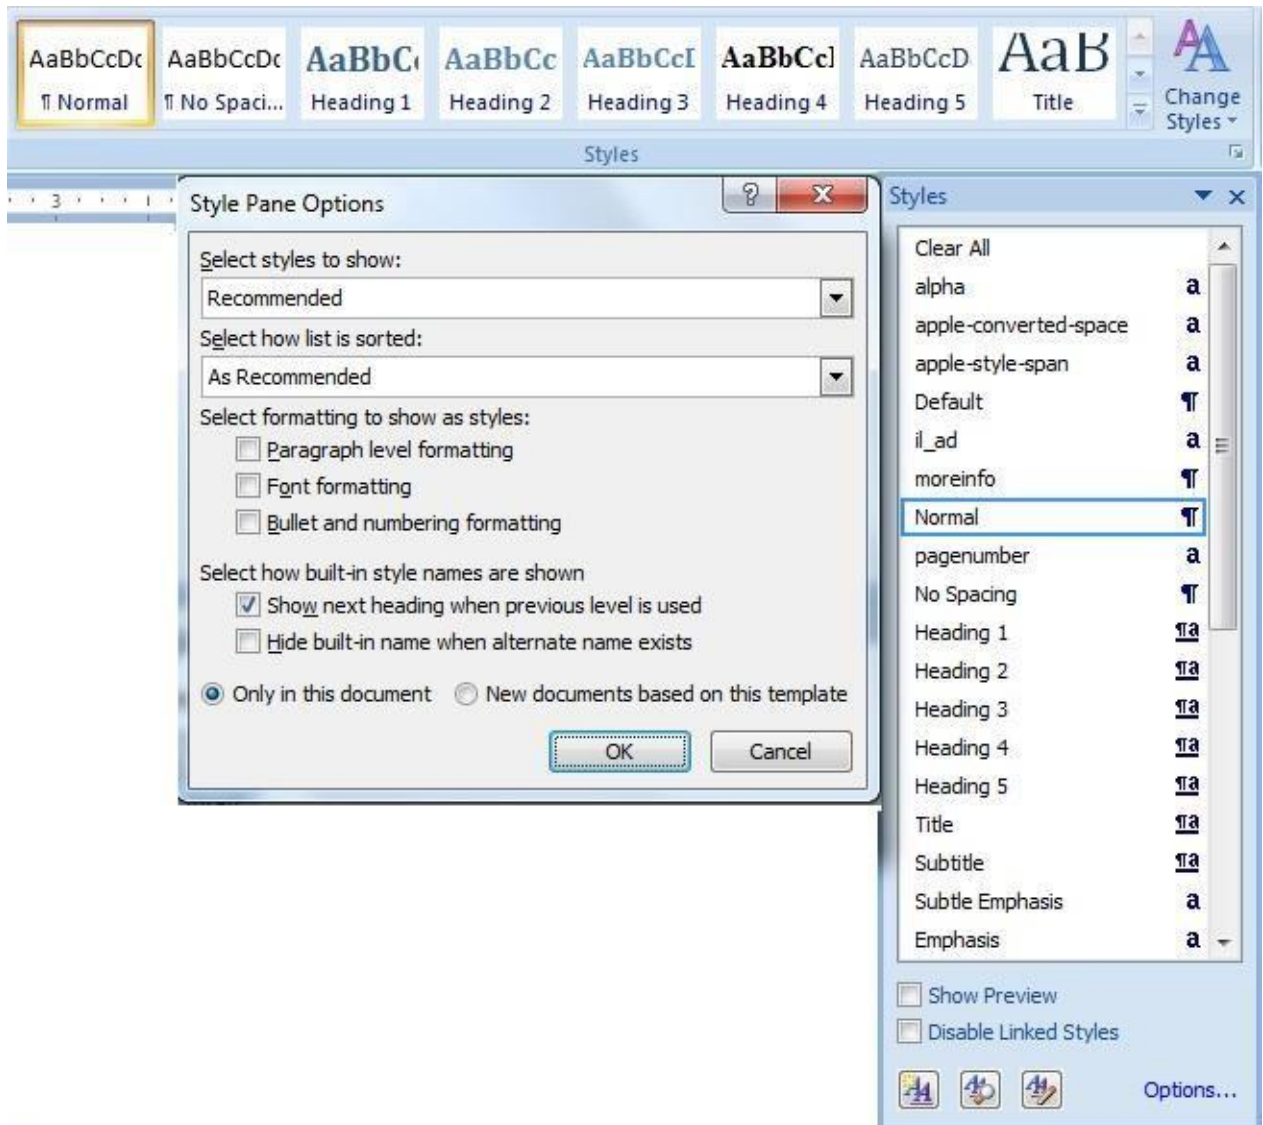 AaBbCcDc AaBbCcDc AaBbC AaBbCc AaBbCcI AaBbCcl AaBbCcD AaB
¶ Normal ¶ No Spaci... Heading 1 Heading 2 Heading 3 Heading 4 Heading 5 Title Change Styles
Styles
3
Style Pane Options ?
Select styles to show:
Recommended
Select how list is sorted:
As Recommended
Select formatting to show as styles:
Paragraph level formatting
Font formatting
Bullet and numbering formatting
Select how built-in style names are shown
Show next heading when previous level is used
Hide built-in name when alternate name exists
Only in this document New documents based on this template
OK Cancel
Styles
Clear All
alpha a
apple-converted-space a
apple-style-span a
Default ¶
il_ad a
moreinfo ¶
Normal ¶
pagenumber a
No Spacing ¶
Heading 1 ¶a
Heading 2 ¶a
Heading 3 ¶a
Heading 4 ¶a
Heading 5 ¶a
Title ¶a
Subtitle ¶a
Subtle Emphasis a
Emphasis a
Show Preview
Disable Linked Styles
Options...